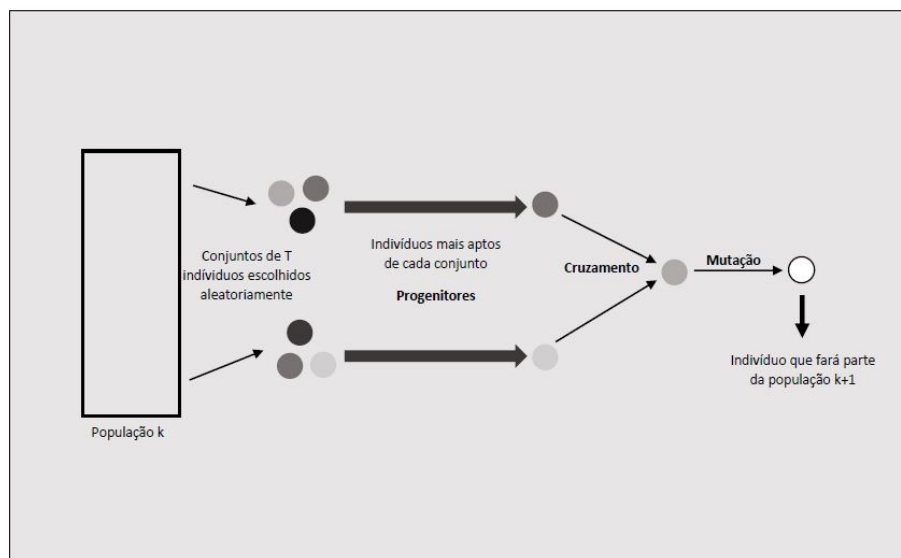 Conjuntos de T
indíviduos escolhidos
aleatoriamente
Indivíduos mais aptos
de cada conjunto
Progenitores
Cruzamento
Mutação
Indivíduo que fará parte
da população k+1
População k